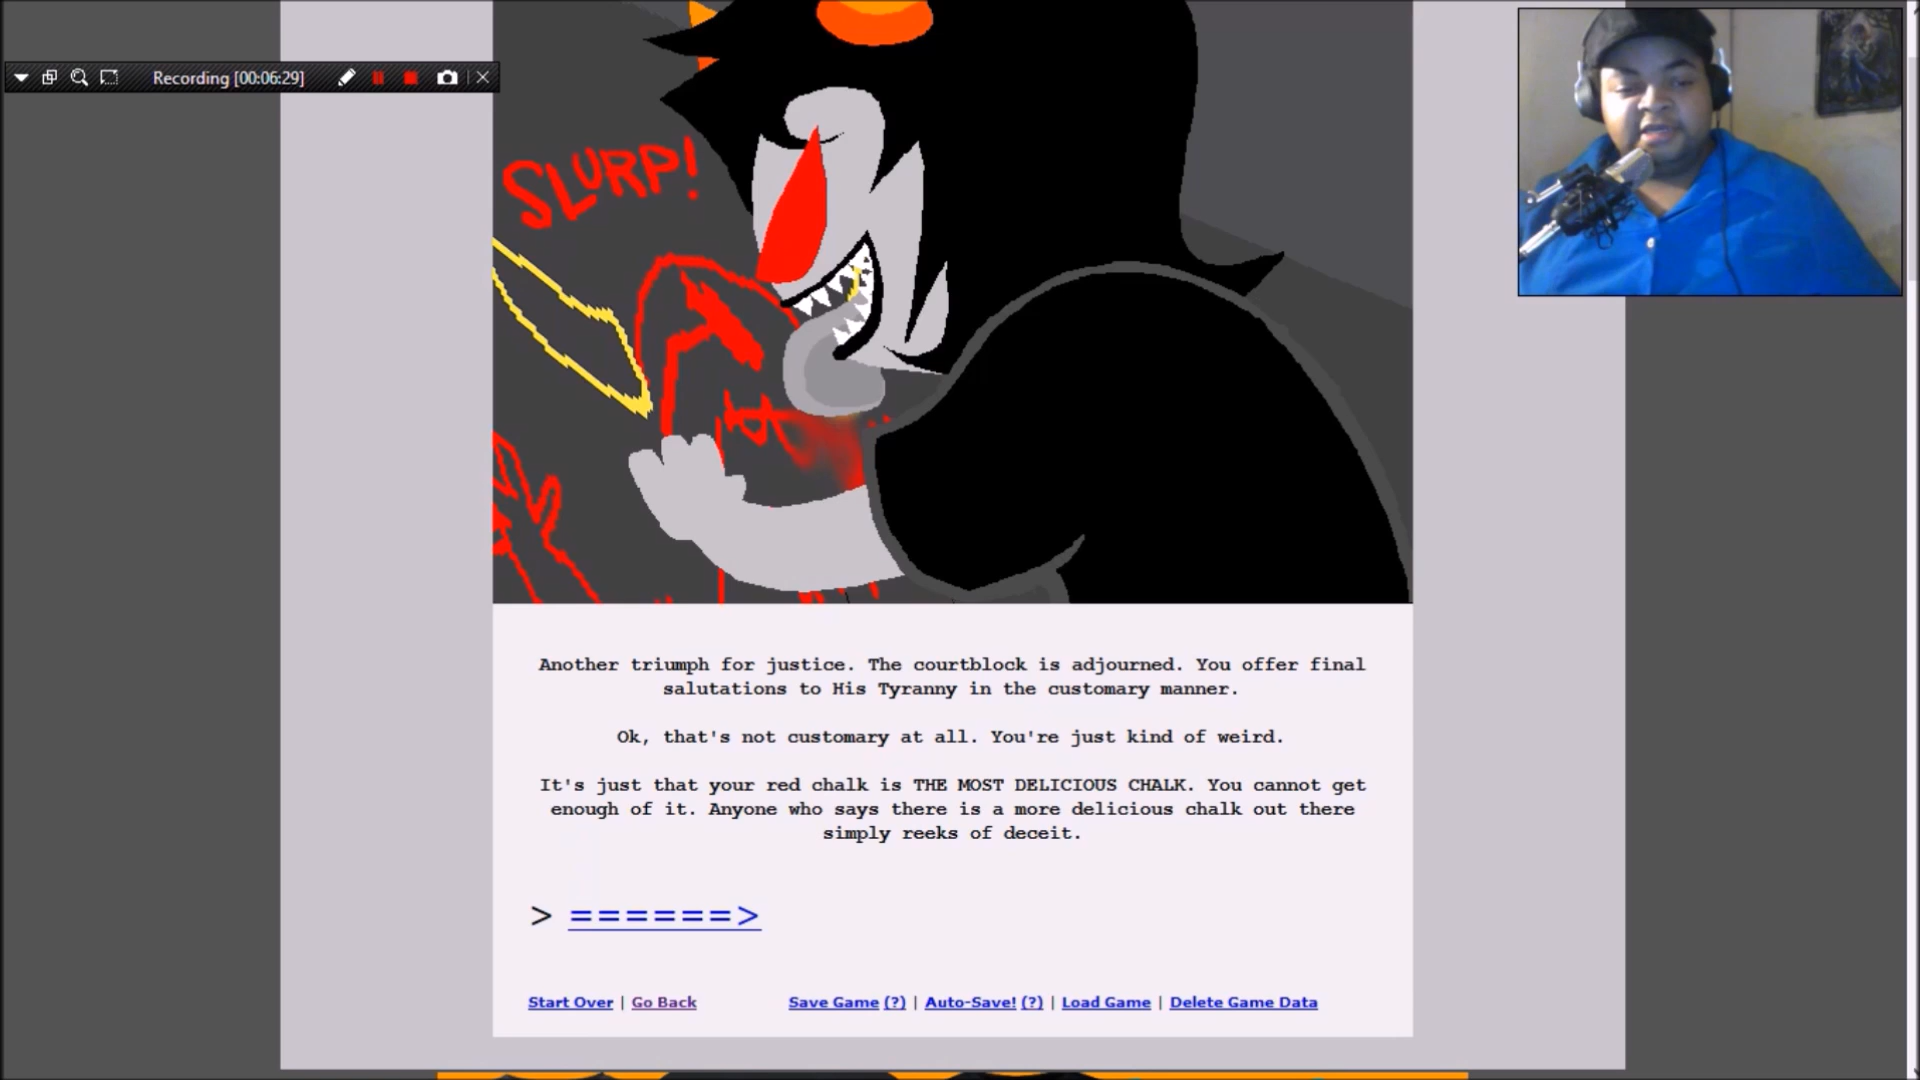 Recording [00:06:29]
SLURP!
Another triumph for justice. The courtblock is adjourned. You offer final
salutations to His Tyranny in the customary manner.
Ok, that's not customary at all. You're just kind of weird.
It's just that your red chalk is THE MOST DELICIOUS CHALK. You cannot get
enough of it. Anyone who says there is a more delicious chalk out there
simply reeks of deceit.
> ======>
Start Over | Go Back
Save Game (?) | Auto-Save! (?) | Load Game | Delete Game Data